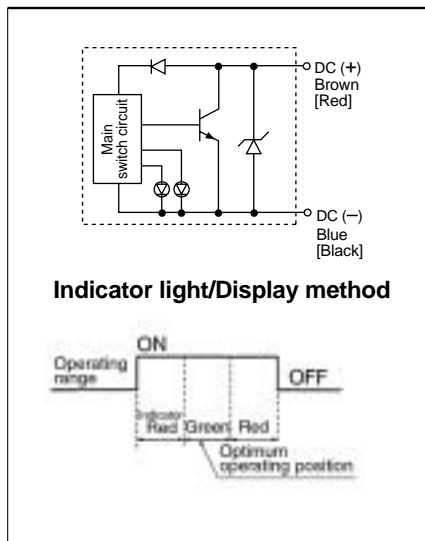 DC (+)
Brown
[Red]
Main
switch circuit
DC (−)
Blue
[Black]
Indicator light/Display method
ON
Operating
range
OFF
Indicator
Red
Green
Red
Optimum
operating position